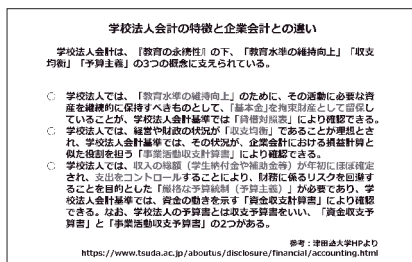 学校法人会計の特徴と企業会計との違い
学校法人会計は、『教育の永続性』の下、「教育水準の維持向上」「収支
均衡」「予算主義」の3つの概念に支えられている。
○ 学校法人では、「教育水準の維持向上」のために、その活動に必要な資
産を継続的に保持すべきものとして、「基本金」を拘束財産として留保し
ていることが、学校法人会計基準では「貸借対照表」により確認できる。
○ 学校法人では、経営や財政の状況が「収支均衡」であることが理想とさ
れ、学校法人会計基準では、その状況が、企業会計における損益計算と
似た役割を担う「事業活動収支計算書」により確認できる。
○ 学校法人では、収入の総額（学生納付金や補助金等）が年初にほぼ確定
され、支出をコントロールすることにより、財務に係るリスクを回避す
ることを目的とした「厳格な予算統制（予算主義）」が必要であり、学
校法人会計基準では、資金の動きを示す「資金収支計算書」により確認
できる。なお、学校法人の予算書とは収支予算書をいい、「資金収支予
算書」と「事業活動収支予算書」の2つがある。
参考：津田塾大学HPより
https://www.tsuda.ac.jp/aboutus/disclosure/financial/accounting.html